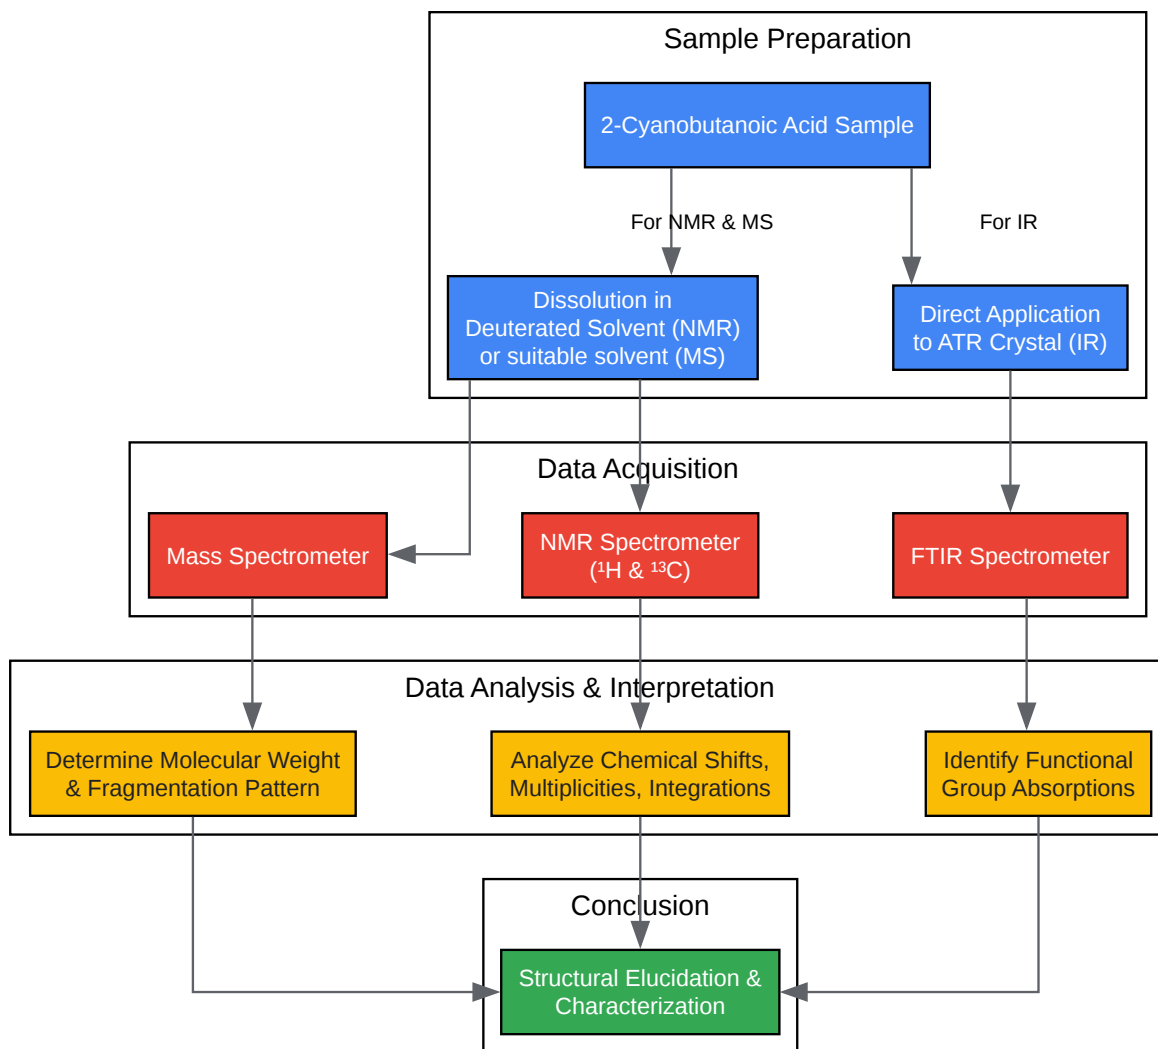 Sample Preparation
2-Cyanobutanoic Acid Sample
For NMR & MS
For IR
Dissolution in
Deuterated Solvent (NMR)
or suitable solvent (MS)
Direct Application
to ATR Crystal (IR)
Data Acquisition
Mass Spectrometer
NMR Spectrometer
(¹H & ¹³C)
FTIR Spectrometer
Data Analysis & Interpretation
Determine Molecular Weight
& Fragmentation Pattern
Analyze Chemical Shifts,
Multiplicities, Integrations
Identify Functional
Group Absorptions
Conclusion
Structural Elucidation &
Characterization